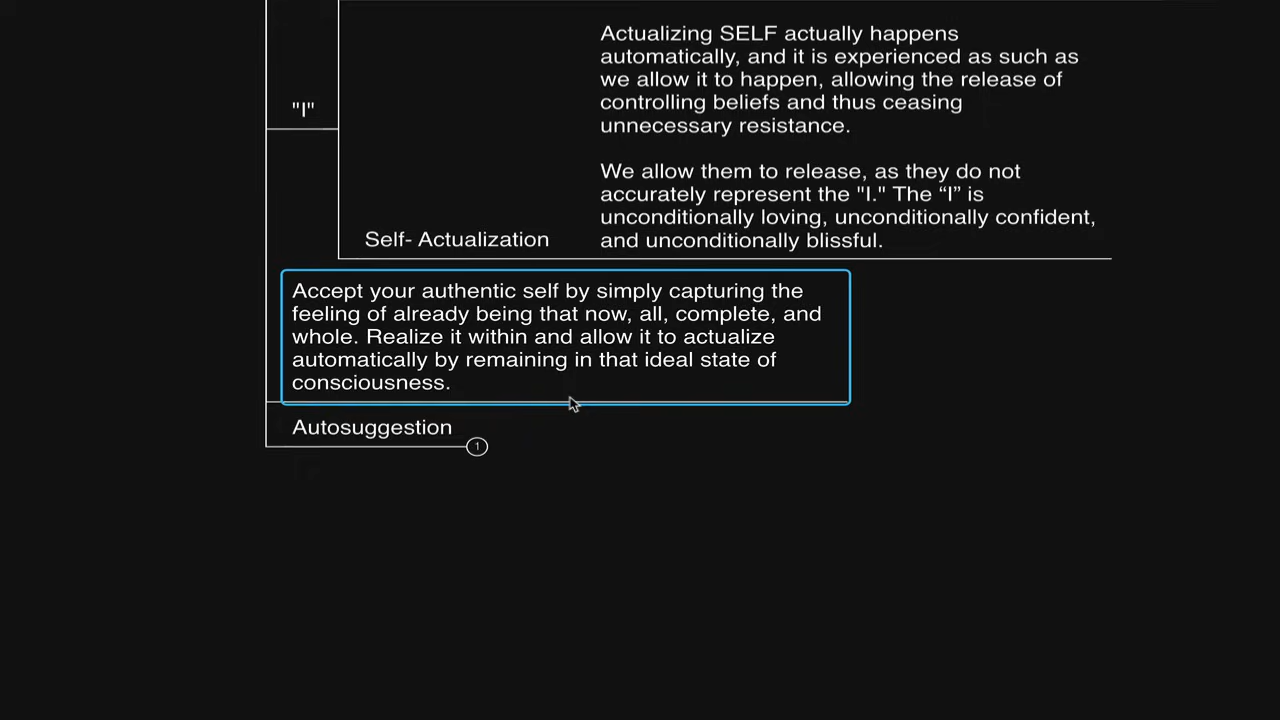 Actualizing SELF actually happens
automatically, and it is experienced as such as
we allow it to happen, allowing the release of
controlling beliefs and thus ceasing
unnecessary resistance.
"I"
We allow them to release, as they do not
accurately represent the "I." The “I” is
unconditionally loving, unconditionally confident,
and unconditionally blissful.
Self- Actualization
Accept your authentic self by simply capturing the
feeling of already being that now, all, complete, and
whole. Realize it within and allow it to actualize
automatically by remaining in that ideal state of
consciousness.
Autosuggestion
1